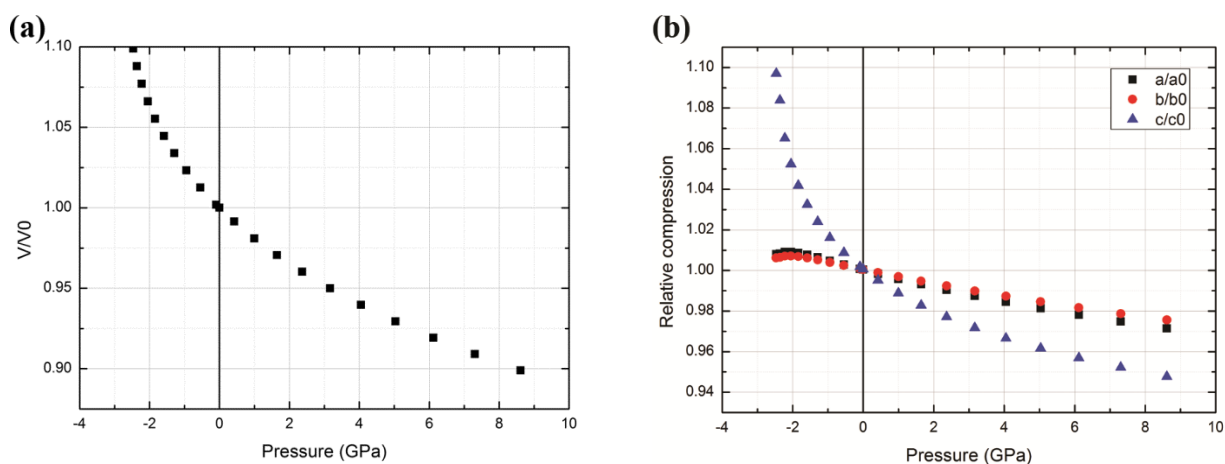 (a)
1.10
1.05
1.00
0.95
0.90
V/V0
-4 -2 0 2 4 6 8 10
Pressure (GPa)
(b)
1.10
1.08
1.06
1.04
1.02
1.00
0.98
0.96
0.94
Relative compression
a/a0
b/b0
c/c0
-4 -2 0 2 4 6 8 10
Pressure (GPa)